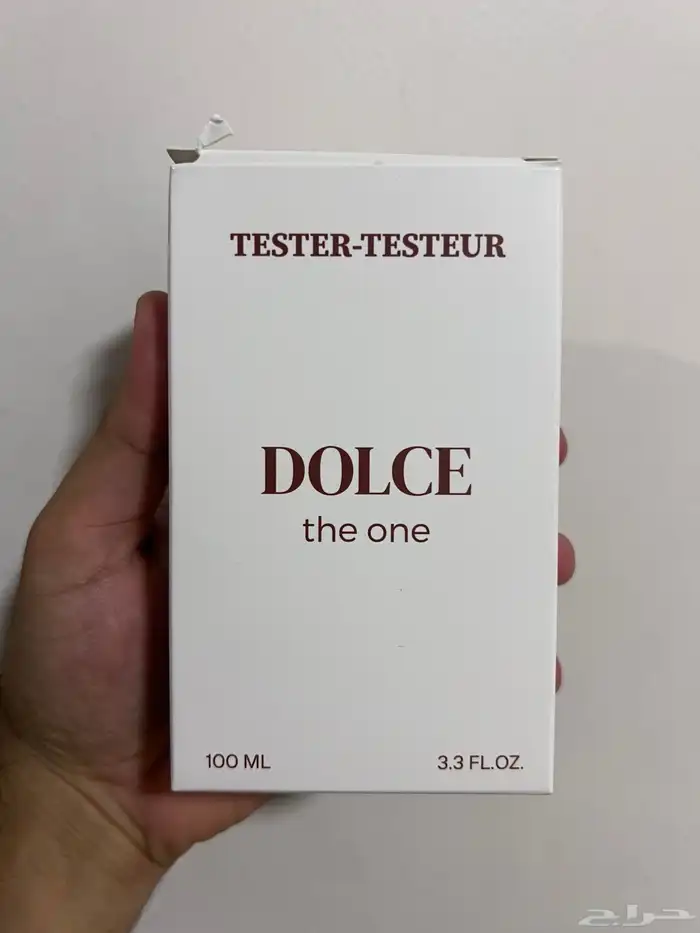 TESTER-TESTEUR
DOLCE
the one
100 ML
3.3 FL.OZ.
حراج